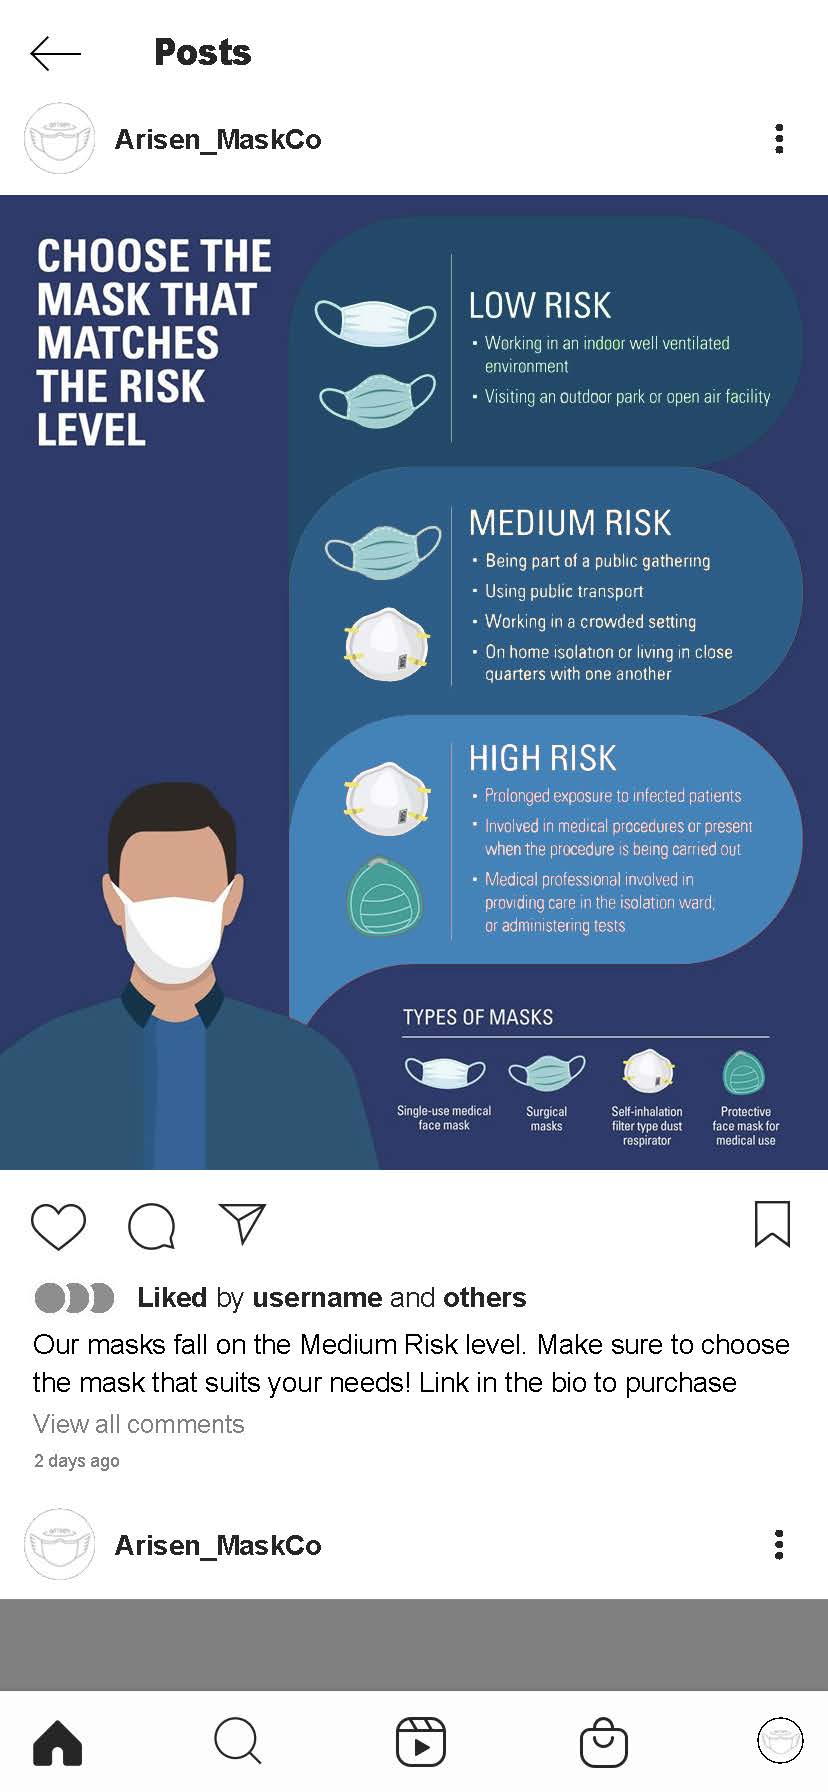 Posts
Arisen_MaskCo
CHOOSE THE
MASK THAT
MATCHES
THE RISK
LEVEL
LOW RISK
• Working in an indoor well ventilated
environment
• Visiting an outdoor park or open air facility
MEDIUM RISK
• Being part of a public gathering
• Using public transport
• Working in a crowded setting
• On home isolation or living in close
quarters with one another
HIGH RISK
• Prolonged exposure to infected patients
• Involved in medical procedures or present
when the procedure is being carried out
• Medical professional involved in
providing care in the isolation ward,
or administering tests
TYPES OF MASKS
Single-use medical
face mask
Surgical
masks
Self-inhalation
filter type dust
respirator
Protective
face mask for
medical use
Liked by username and others
Our masks fall on the Medium Risk level. Make sure to choose
the mask that suits your needs! Link in the bio to purchase
View all comments
2 days ago
Arisen_MaskCo